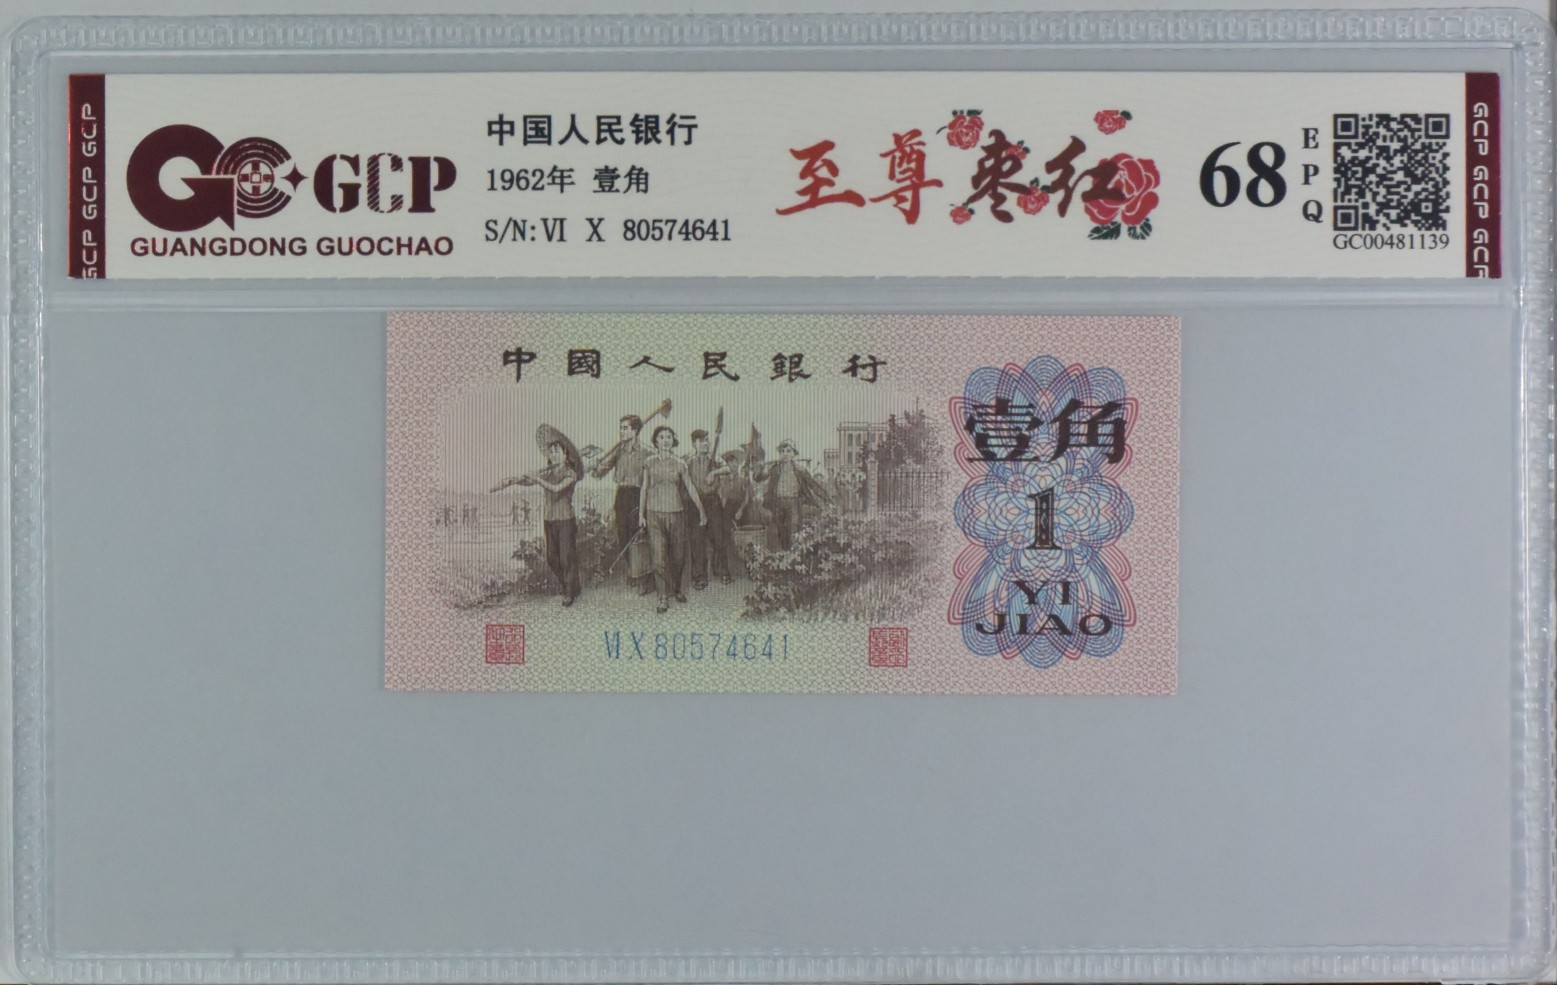 GCP GCP GCP
GCP
GUANGDONG GUOCHAO
中国人民银行
1962年 壹角
S/N: VI X 80574641
至尊枣红
68
EPQ
GC00481139
GCP GCP GCP
中國人民銀行
壹角
1
YI
JIAO
VI X 80574641